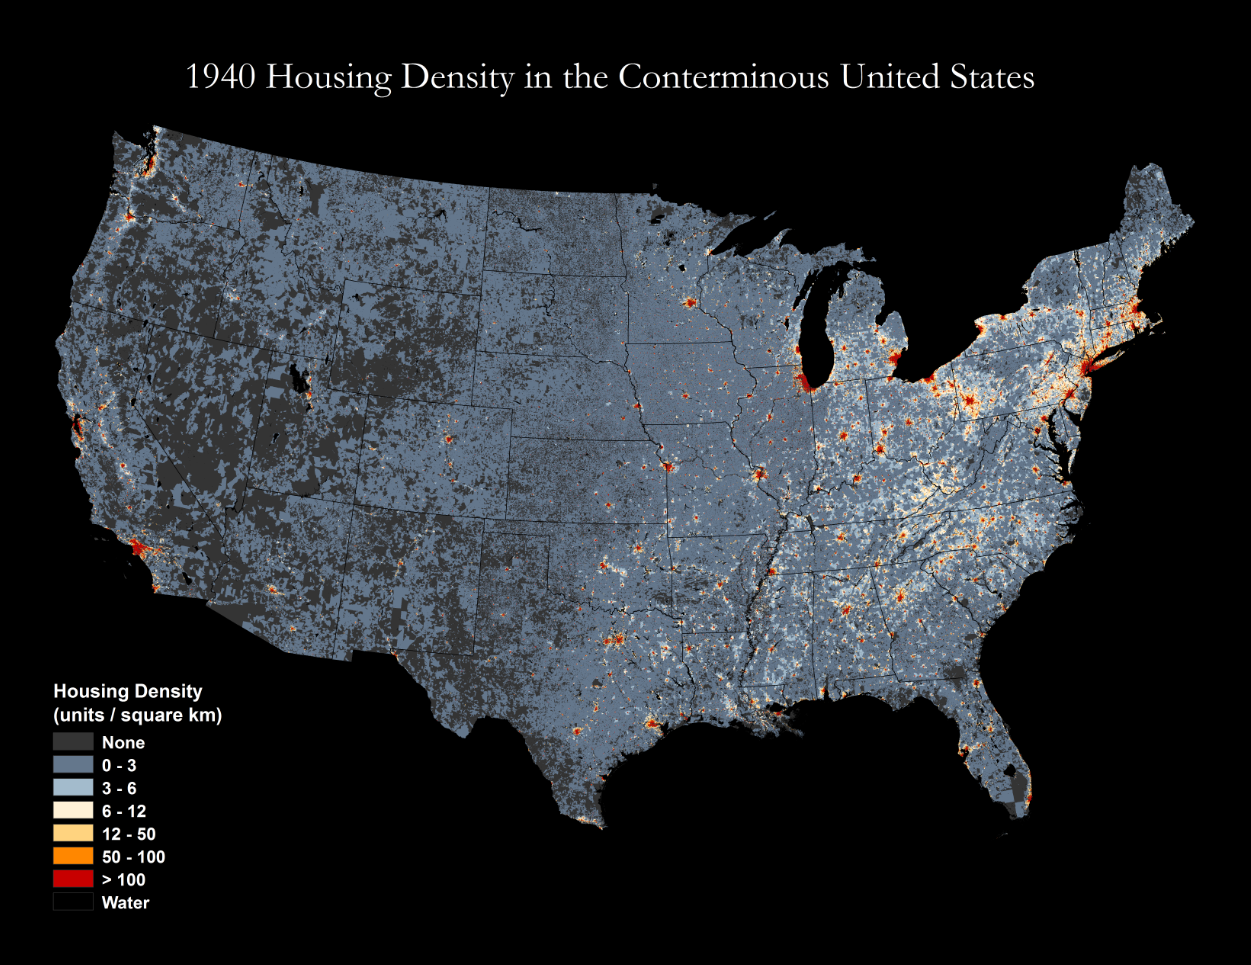 1940 Housing Density in the Conterminous United States
Housing Density
(units / square km)
None
0 - 3
3 - 6
6 - 12
12 - 50
50 - 100
> 100
Water